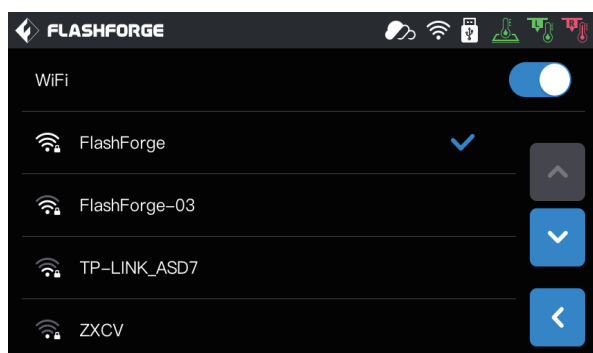 FLASHFORGE
L R
WiFi
FlashForge
FlashForge-03
TP-LINK_ASD7
ZXCV